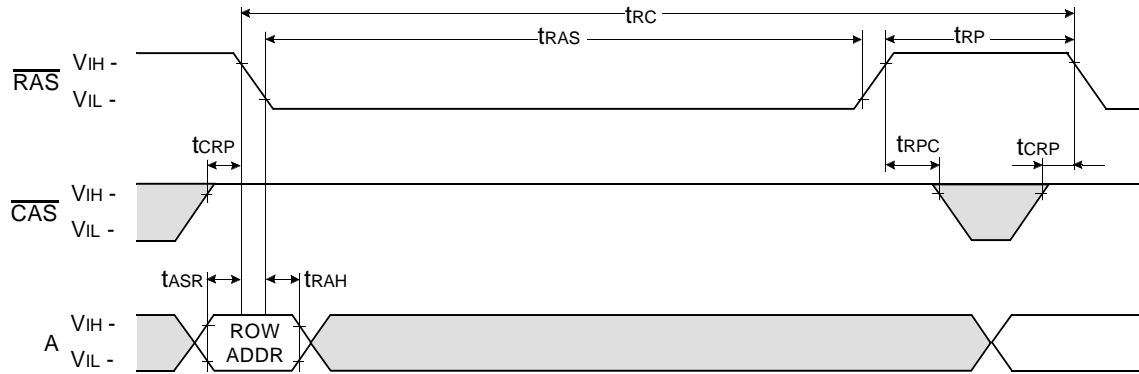 tRC
tRAS
tRP
RAS
VIH -
VIL -
tCRP
tRPC
tCRP
CAS
VIH -
VIL -
tASR
tRAH
A
VIH -
VIL -
ROW
ADDR